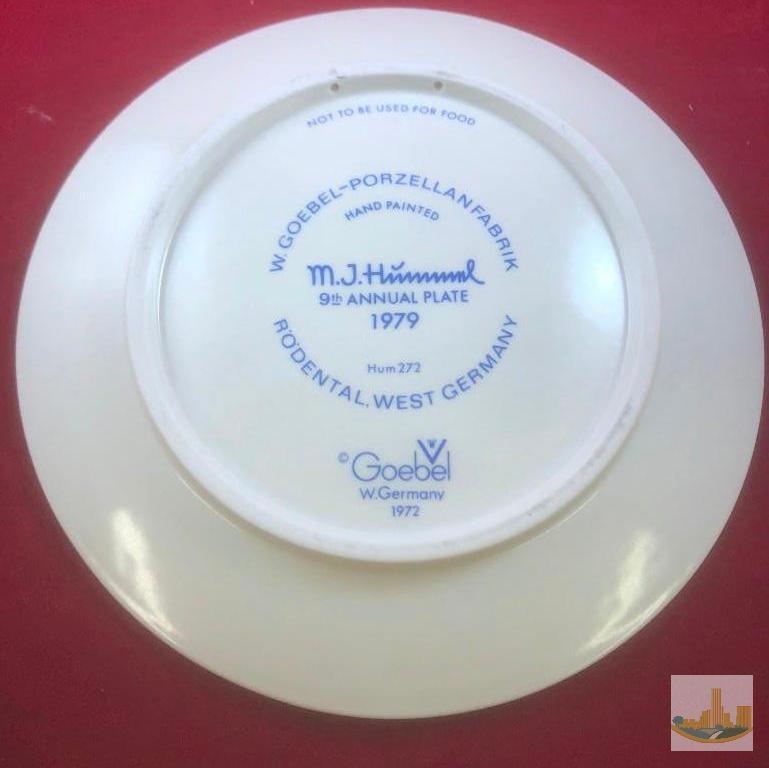 NOT TO BE USED FOR FOOD
W. GOEBEL-PORZELLANFABRIK
HAND PAINTED
M.J.Hummel
9th ANNUAL PLATE
1979
Hum 272
RÖDENTAL, WEST GERMANY
© Goebel
W.Germany
1972